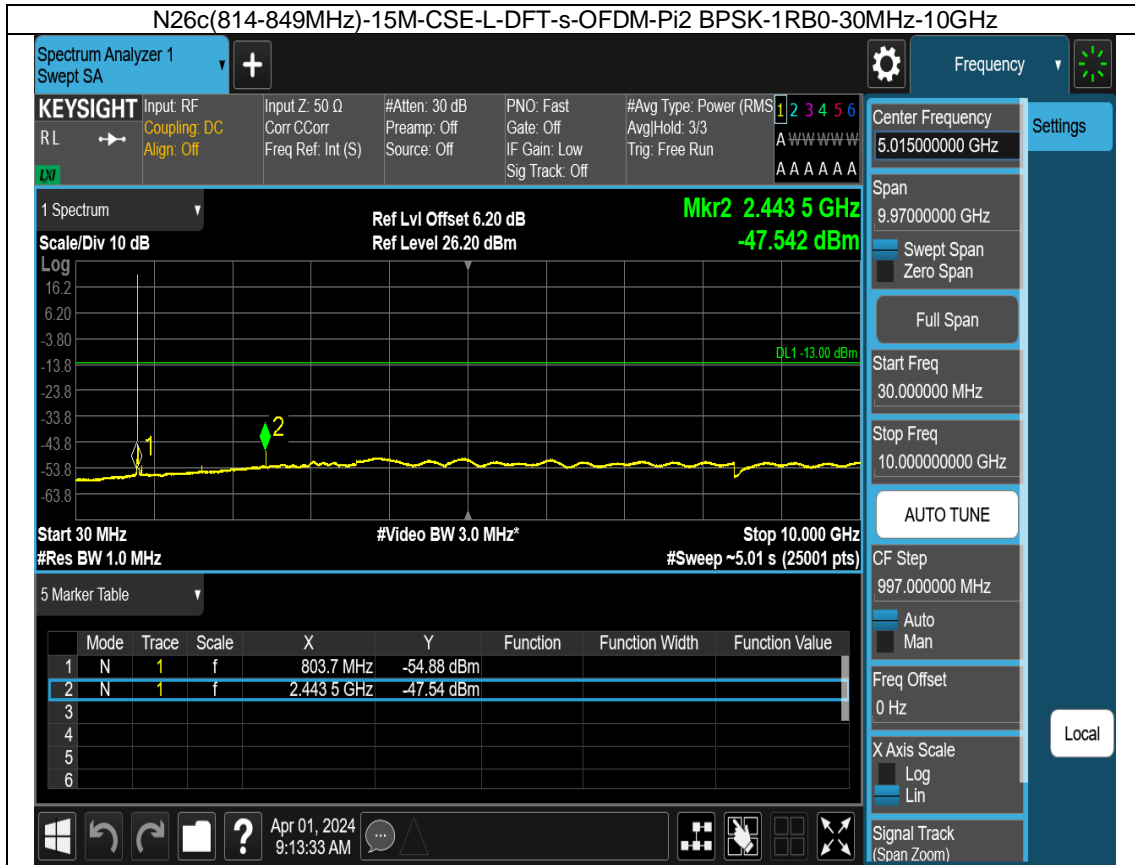 N26c(814-849MHz)-15M-CSE-L-DFT-s-OFDM-Pi2 BPSK-1RB0-30MHz-10GHz
Spectrum Analyzer 1
Swept SA
Frequency
KEYSIGHT
RL
LXI
Input: RF
Coupling: DC
Align: Off
Input Z: 50 Ω
Corr CCorr
Freq Ref: Int (S)
#Atten: 30 dB
Preamp: Off
Source: Off
PNO: Fast
Gate: Off
IF Gain: Low
Sig Track: Off
#Avg Type: Power (RMS
Avg|Hold: 3/3
Trig: Free Run
1 2 3 4 5 6
A W W W W W
A A A A A A
1 Spectrum
Scale/Div 10 dB
Ref Lvl Offset 6.20 dB
Ref Level 26.20 dBm
Mkr2 2.443 5 GHz
-47.542 dBm
Log
16.2
6.20
-3.80
-13.8
-23.8
-33.8
-43.8
-53.8
-63.8
DL1 -13.00 dBm
1
2
Start 30 MHz
#Video BW 3.0 MHz*
Stop 10.000 GHz
#Res BW 1.0 MHz
#Sweep ~5.01 s (25001 pts)
5 Marker Table
Mode Trace Scale X Y Function Function Width Function Value
1 N 1 f 803.7 MHz -54.88 dBm
2 N 1 f 2.443 5 GHz -47.54 dBm
3
4
5
6
Apr 01, 2024
9:13:33 AM
Center Frequency
5.015000000 GHz
Settings
Span
9.97000000 GHz
Swept Span
Zero Span
Full Span
Start Freq
30.000000 MHz
Stop Freq
10.000000000 GHz
AUTO TUNE
CF Step
997.000000 MHz
Auto
Man
Freq Offset
0 Hz
X Axis Scale
Log
Lin
Local
Signal Track
(Span Zoom)